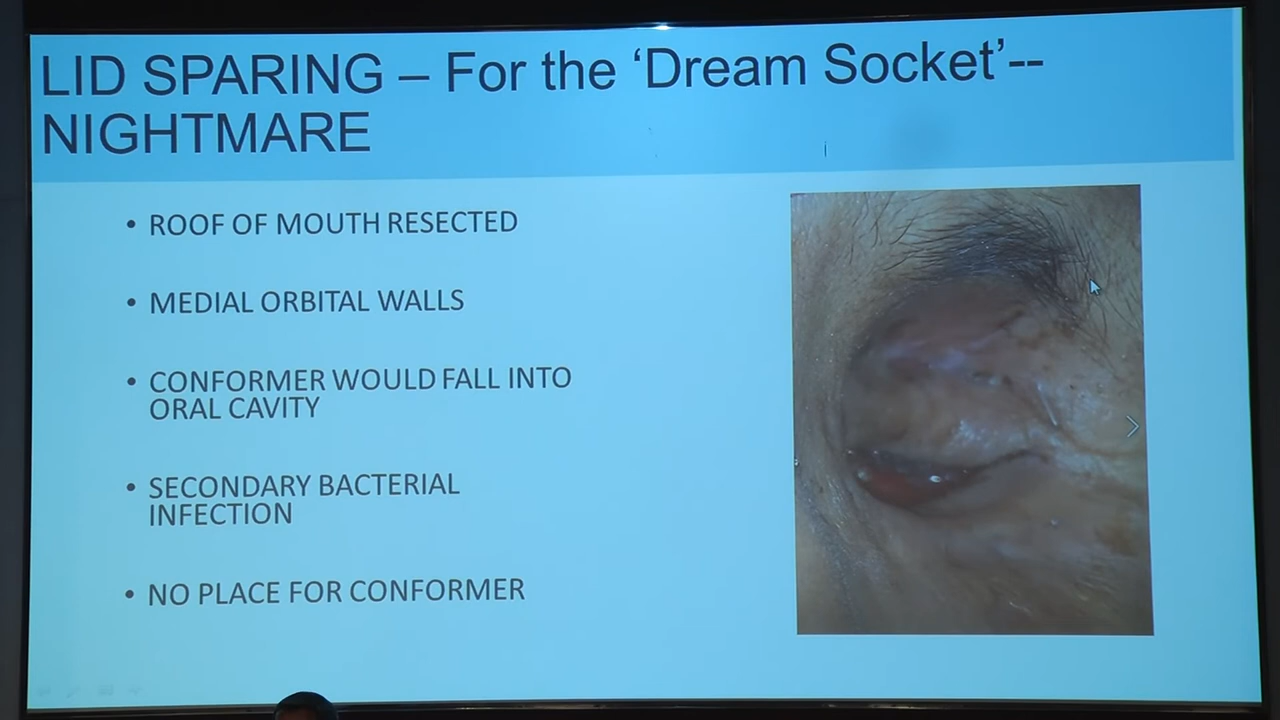 LID SPARING – For the ‘Dream Socket’--
NIGHTMARE
• ROOF OF MOUTH RESECTED
• MEDIAL ORBITAL WALLS
• CONFORMER WOULD FALL INTO
ORAL CAVITY
• SECONDARY BACTERIAL
INFECTION
• NO PLACE FOR CONFORMER